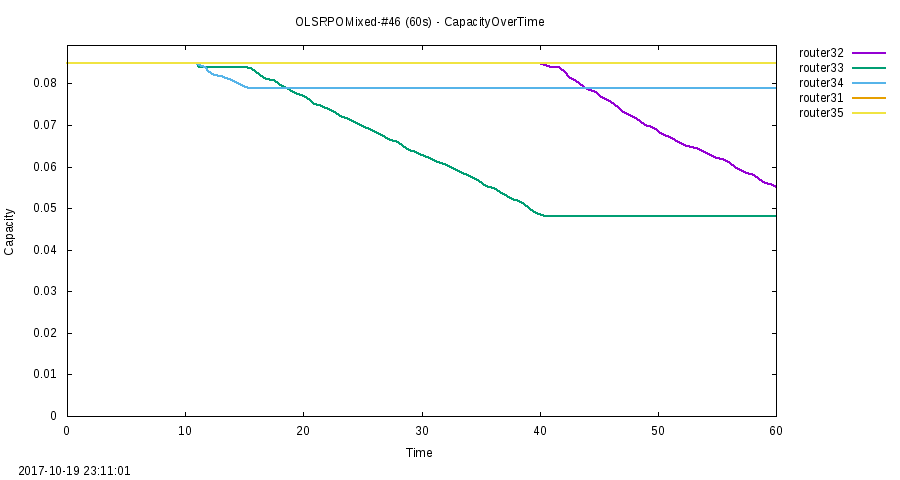 OLSRPOMixed-#46 (60s) - CapacityOverTime
router32
router33
router34
router31
router35
0.08
0.07
0.06
0.05
0.04
0.03
0.02
0.01
0
Capacity
0 10 20 30 40 50 60
Time
2017-10-19 23:11:01